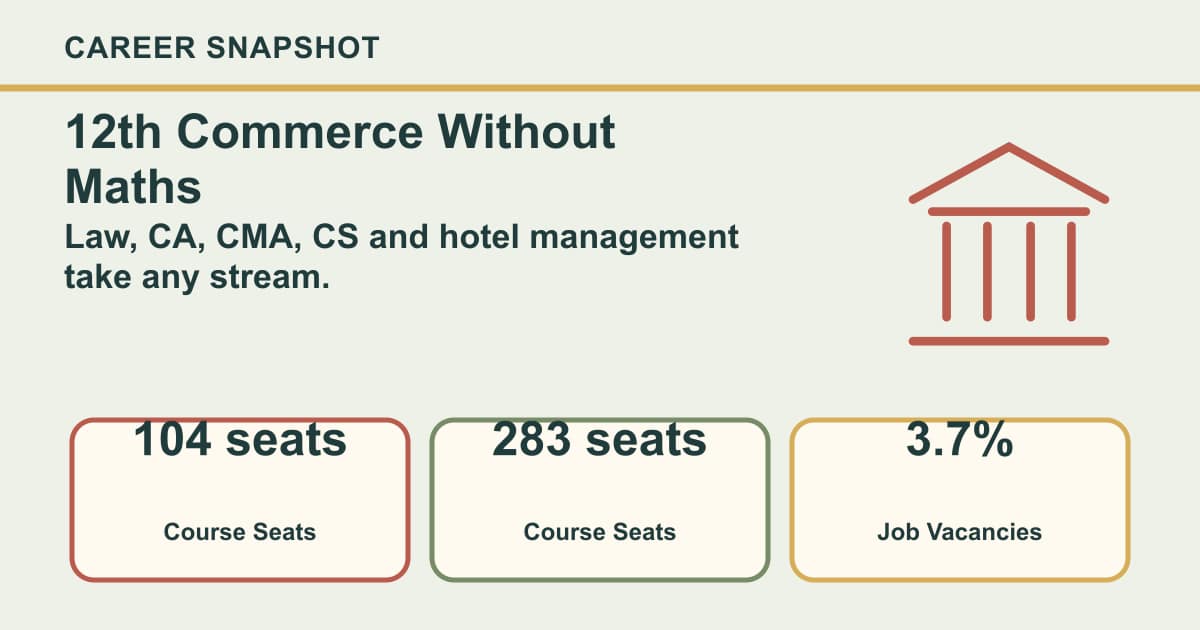 CAREER SNAPSHOT
12th Commerce Without
Maths
Law, CA, CMA, CS and hotel management
take any stream.
104 seats
Course Seats
283 seats
Course Seats
3.7%
Job Vacancies